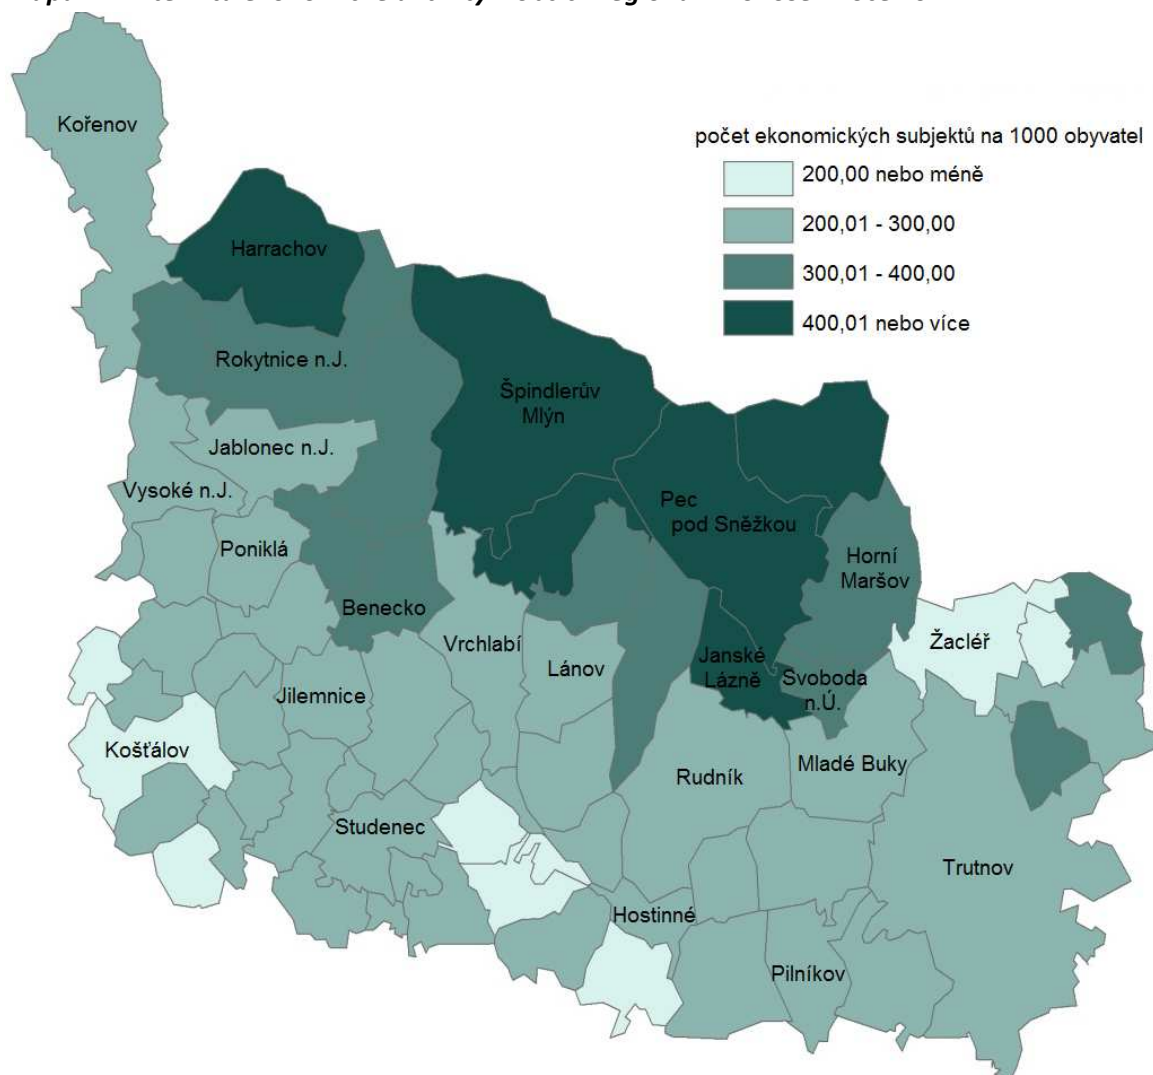 Kořenov
počet ekonomických subjektů na 1000 obyvatel
200,00 nebo méně
200,01 - 300,00
300,01 - 400,00
400,01 nebo více
Harrachov
Rokytnice n.J.
Špindlerův
Mlýn
Jablonec n.J.
Vysoké n.J.
Pec
pod Sněžkou
Poniklá
Horní
Maršov
Benecko
Vrchlabí
Lánov
Janské
Lázně
Svoboda
n.Ú.
Žacléř
Jilemnice
Košťálov
Rudník
Mladé Buky
Studenec
Trutnov
Hostinné
Pilníkov